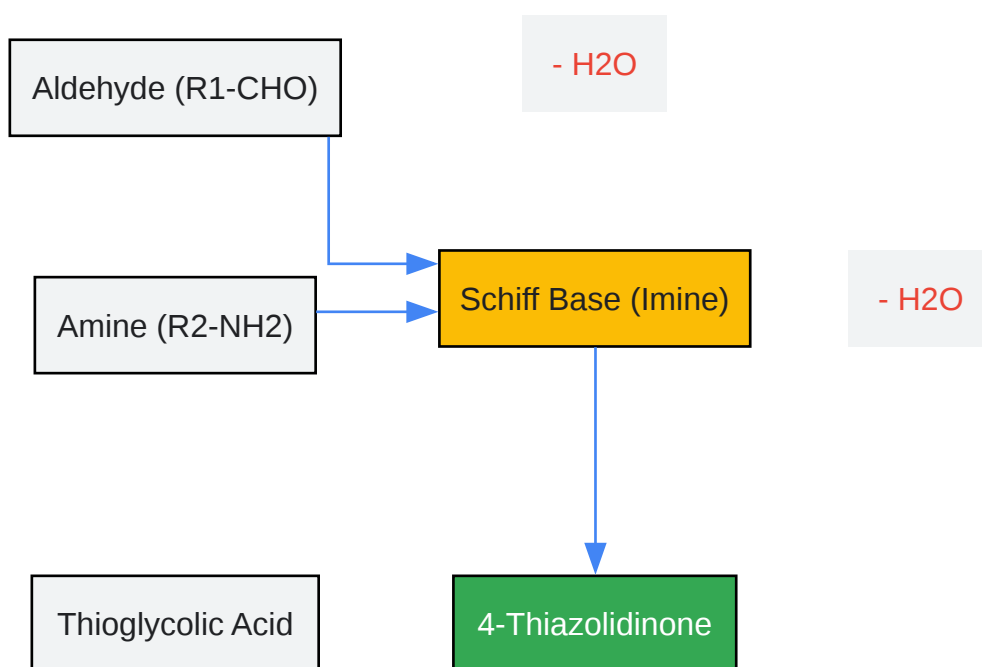 - H2O
Aldehyde (R1-CHO)
Schiff Base (Imine)
- H2O
Amine (R2-NH2)
Thioglycolic Acid
4-Thiazolidinone